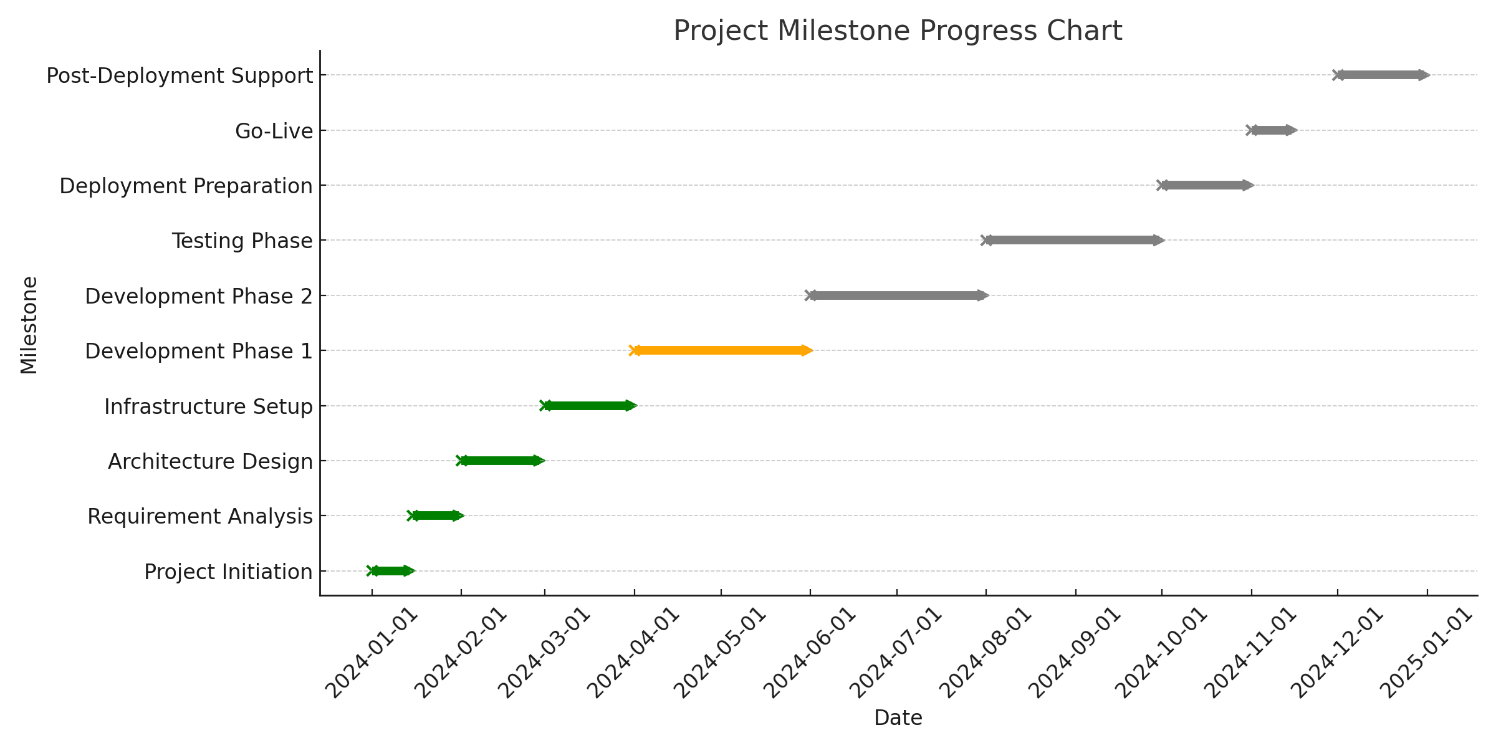 Project Milestone Progress Chart
Post-Deployment Support
Go-Live
Deployment Preparation
Testing Phase
Development Phase 2
Development Phase 1
Infrastructure Setup
Architecture Design
Requirement Analysis
Project Initiation
Milestone
2024-01-01
2024-02-01
2024-03-01
2024-04-01
2024-05-01
2024-06-01
2024-07-01
2024-08-01
2024-09-01
2024-10-01
2024-11-01
2024-12-01
2025-01-01
Date